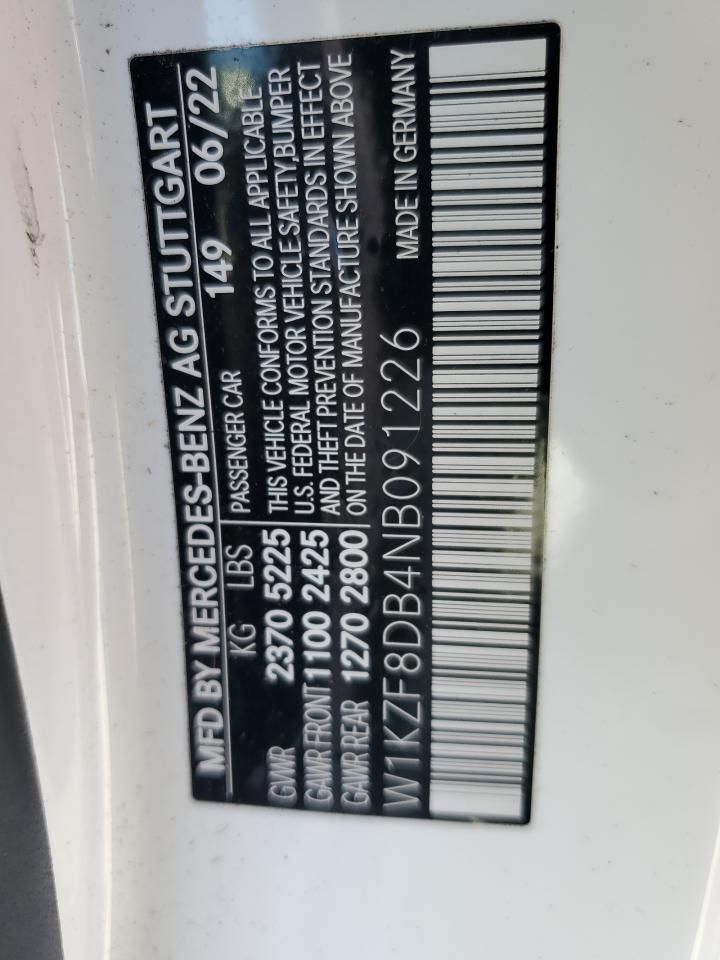 MFD BY MERCEDES-BENZ AG STUTTGART
149 06/22
KG LBS
GVWR 2370 5225
GAWR FRONT 1100 2425
GAWR REAR 1270 2800
PASSENGER CAR
THIS VEHICLE CONFORMS TO ALL APPLICABLE
U.S. FEDERAL MOTOR VEHICLE,SAFETY,BUMPER
AND THEFT PREVENTION STANDARDS IN EFFECT
ON THE DATE OF MANUFACTURE SHOWN ABOVE
W1KZF8DB4NB091226 MADE IN GERMANY